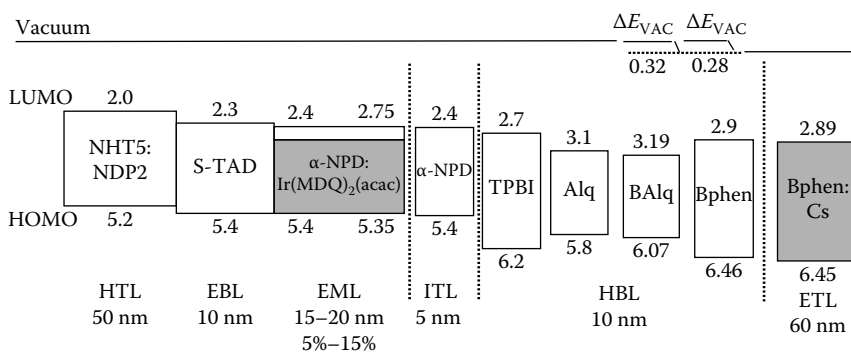 Vacuum
ΔE_VAC ΔE_VAC
0.32 0.28
LUMO 2.0 2.3 2.4 2.75 2.4 2.7 3.1 3.19 2.9 2.89
NHT5:
NDP2
S-TAD
α-NPD:
Ir(MDQ)₂(acac)
α-NPD
TPBI
Alq
BAlq
Bphen
Bphen:
Cs
HOMO 5.2 5.4 5.4 5.35 5.4 6.2 5.8 6.07 6.46 6.45
HTL
50 nm
EBL
10 nm
EML
15–20 nm
5%–15%
ITL
5 nm
HBL
10 nm
ETL
60 nm